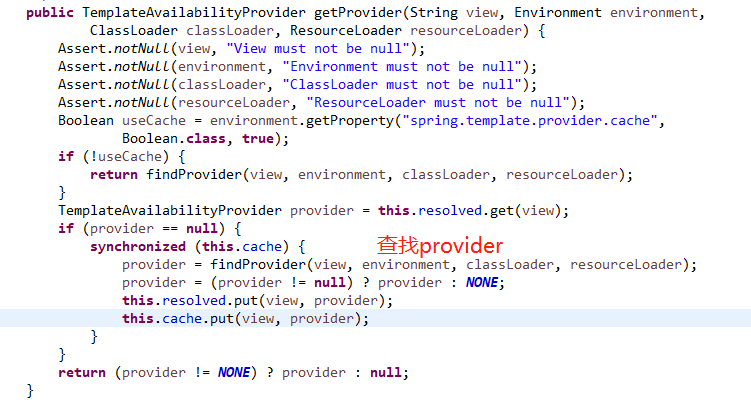 public TemplateAvailabilityProvider getProvider(String view, Environment environment,
        ClassLoader classLoader, ResourceLoader resourceLoader) {
    Assert.notNull(view, "View must not be null");
    Assert.notNull(environment, "Environment must not be null");
    Assert.notNull(classLoader, "ClassLoader must not be null");
    Assert.notNull(resourceLoader, "ResourceLoader must not be null");
    Boolean useCache = environment.getProperty("spring.template.provider.cache",
            Boolean.class, true);
    if (!useCache) {
        return findProvider(view, environment, classLoader, resourceLoader);
    }
    TemplateAvailabilityProvider provider = this.resolved.get(view);
    if (provider == null) {
        synchronized (this.cache) { 查找provider
            provider = findProvider(view, environment, classLoader, resourceLoader);
            provider = (provider != null) ? provider : NONE;
            this.resolved.put(view, provider);
            this.cache.put(view, provider);
        }
    }
    return (provider != NONE) ? provider : null;
}